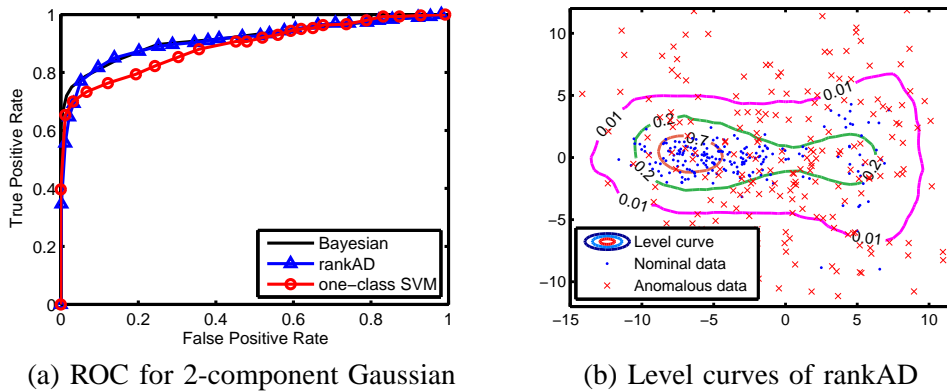 1
0.8
0.6
0.4
0.2
0
0 0.2 0.4 0.6 0.8 1
True Positive Rate
False Positive Rate
Bayesian
rankAD
one−class SVM
(a) ROC for 2-component Gaussian
10
5
0
−5
−10
−15 −10 −5 0 5 10
0.01
0.01
0.01
0.01
0.2
0.2
0.2
0.7
Level curve
Nominal data
Anomalous data
(b) Level curves of rankAD